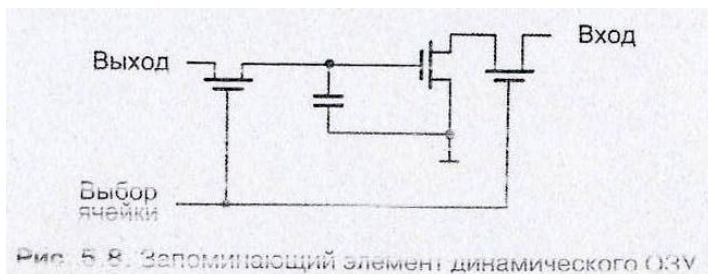 Вход
Выход
Выбор
ячейки
Рис. 5.8. Запоминающий элемент динамического ОЗУ